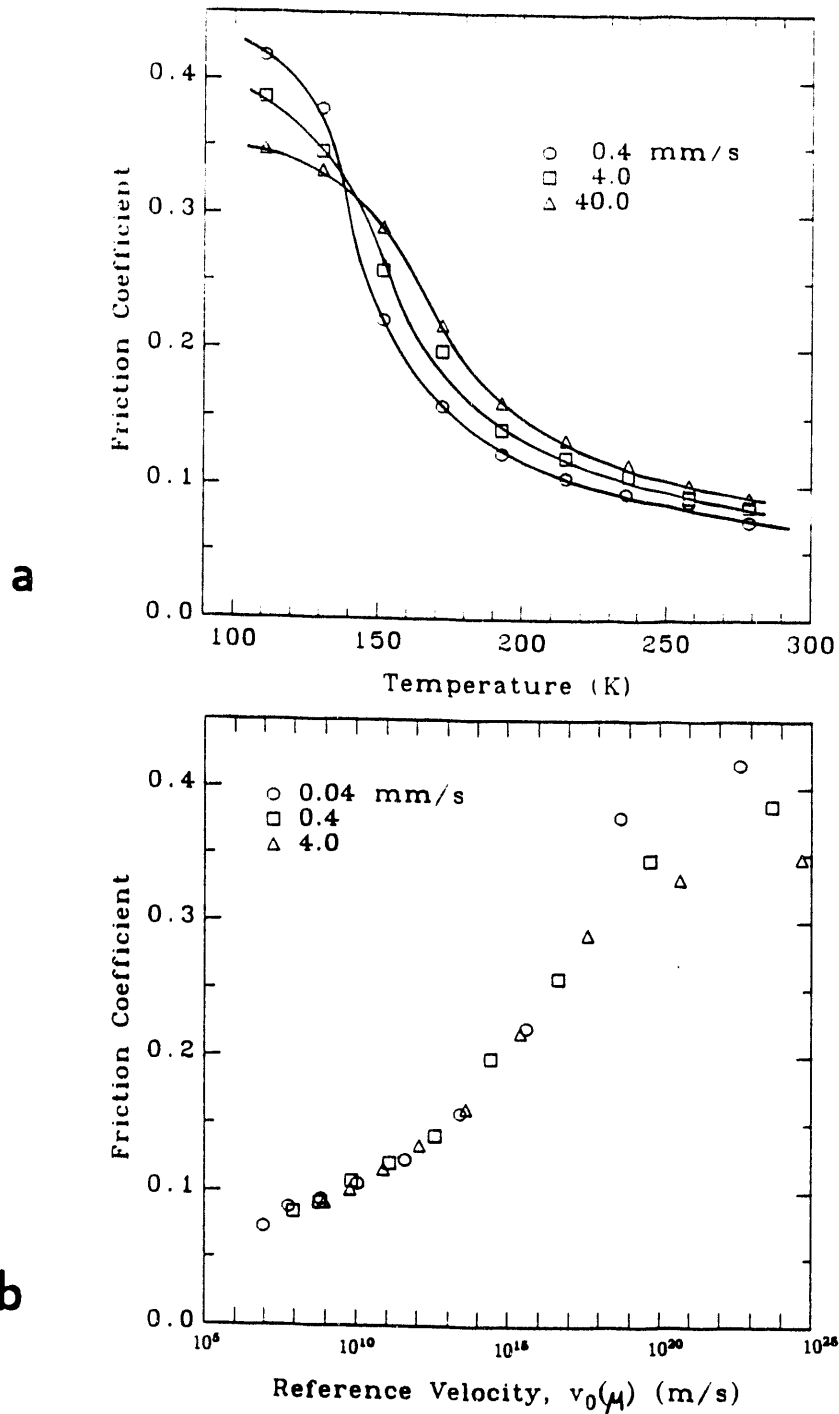 0.4
0.3
0.2
0.1
0.0
Friction Coefficient
○ 0.4 mm/s
□ 4.0
△ 40.0
a
100 150 200 250 300
Temperature (K)
0.4
0.3
0.2
0.1
0.0
Friction Coefficient
○ 0.04 mm/s
□ 0.4
△ 4.0
b
10⁵ 10¹⁰ 10¹⁵ 10²⁰ 10²⁵
Reference Velocity, v₀(μ) (m/s)